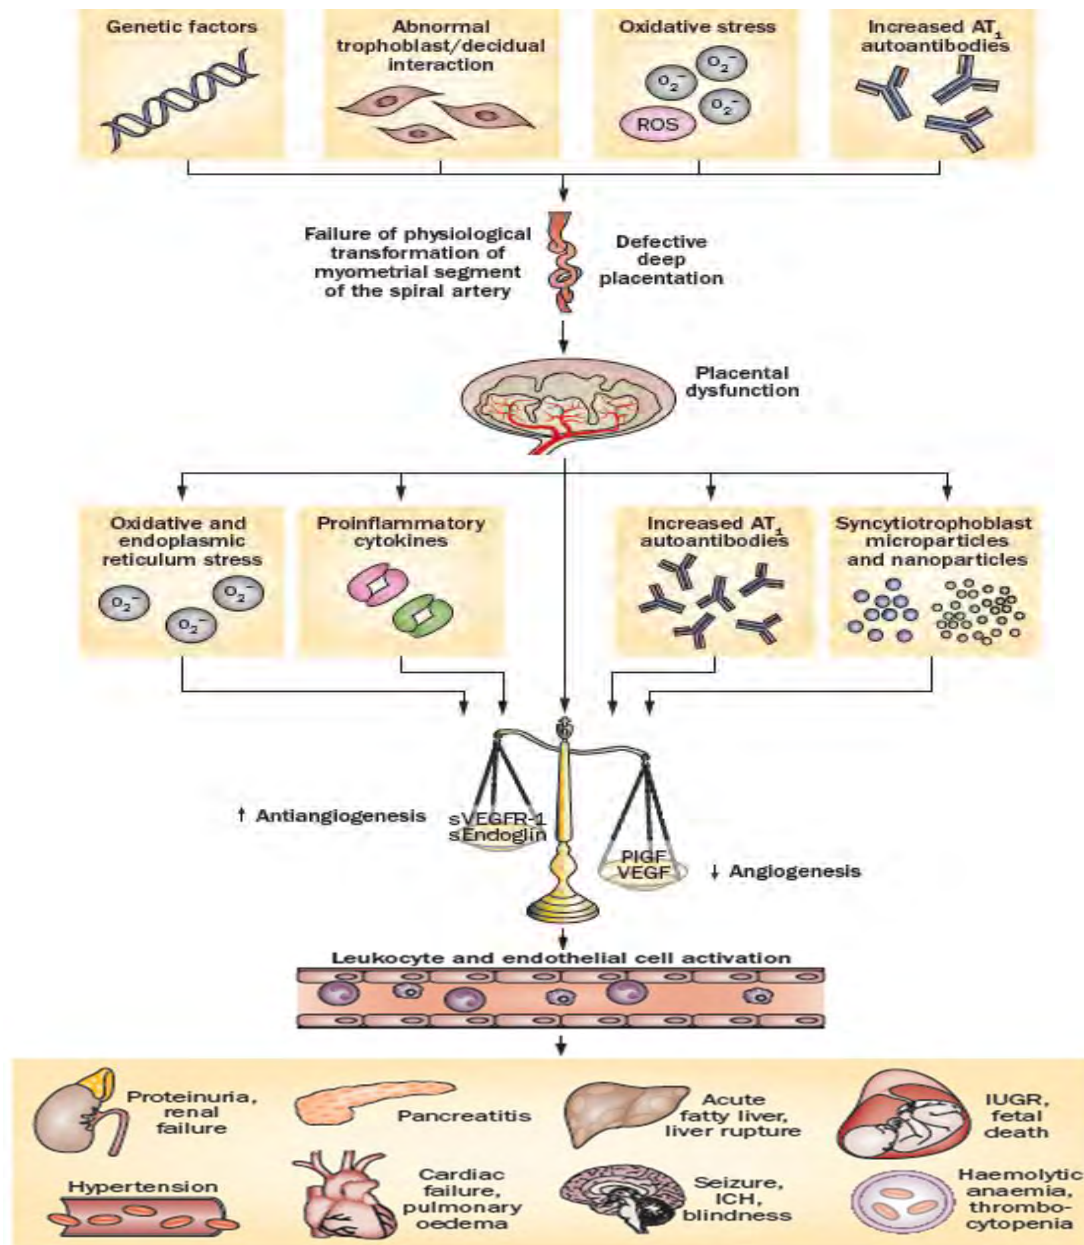 Genetic factors
Abnormal
trophoblast/decidual
interaction
Oxidative stress
O₂⁻
O₂⁻
O₂⁻
ROS
Increased AT₁
autoantibodies
Failure of physiological
transformation of
myometrial segment
of the spiral artery
Defective
deep
placentation
Placental
dysfunction
Oxidative and
endoplasmic
reticulum stress
O₂⁻
O₂⁻
O₂⁻
Proinflammatory
cytokines
Increased AT₁
autoantibodies
Syncytiotrophoblast
microparticles
and nanoparticles
↑ Antiangiogenesis
sVEGFR-1
sEndoglin
PlGF
VEGF
↓ Angiogenesis
Leukocyte and endothelial cell activation
Proteinuria,
renal
failure
Pancreatitis
Acute
fatty liver,
liver rupture
IUGR,
fetal
death
Hypertension
Cardiac
failure,
pulmonary
oedema
Seizure,
ICH,
blindness
Haemolytic
anaemia,
thrombo-
cytopenia